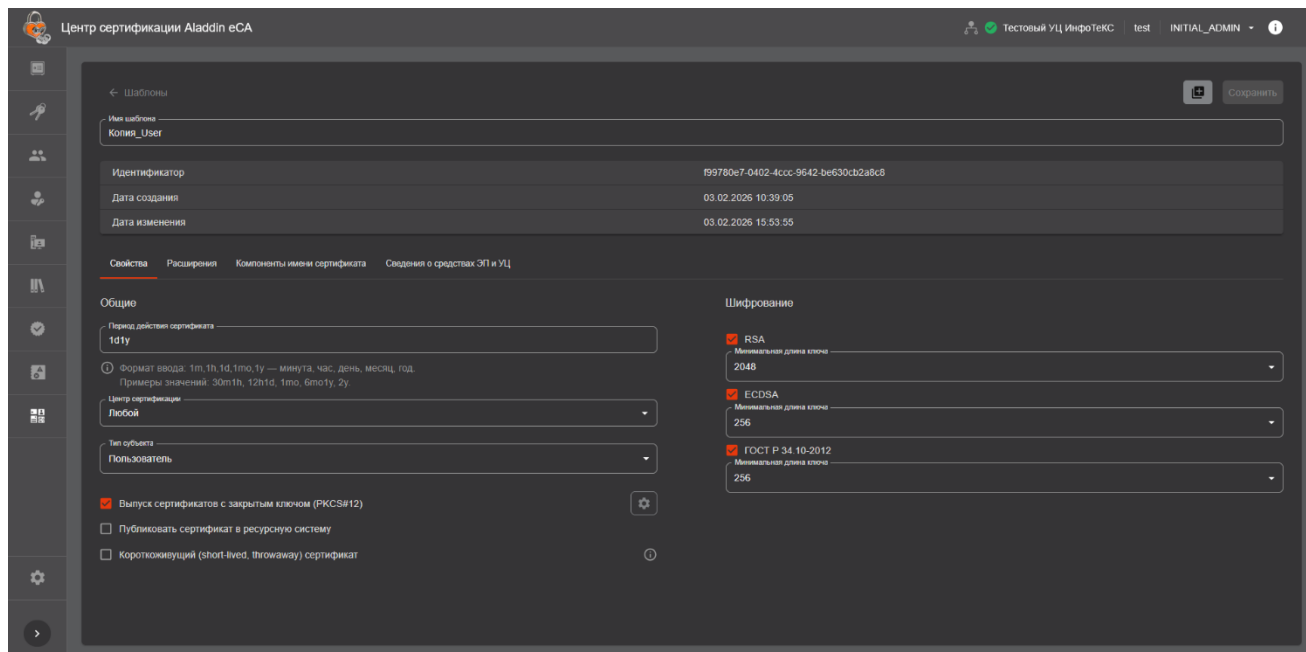 Центр сертификации Aladdin eCA
Тестовый УЦ ИнфоТеКС
test
INITIAL_ADMIN
← Шаблоны
Сохранить
Имя шаблона
Копия_User
Идентификатор f99780e7-0402-4ccc-9642-be630cb2a8c8
Дата создания 03.02.2026 10:39:05
Дата изменения 03.02.2026 15:53:55
Свойства Расширения Компоненты имени сертификата Сведения о средствах ЭП и УЦ
Общие
Период действия сертификата
1d1y
Формат ввода: 1m,1h,1d,1mo,1y — минута, час, день, месяц, год.
Примеры значений: 30m1h, 12h1d, 1mo, 6mo1y, 2y.
Центр сертификации
Любой
Тип субъекта
Пользователь
Выпуск сертификатов с закрытым ключом (PKCS#12)
Публиковать сертификат в ресурсную систему
Короткоживущий (short-lived, throwaway) сертификат
Шифрование
RSA
Минимальная длина ключа
2048
ECDSA
Минимальная длина ключа
256
ГОСТ Р 34.10-2012
Минимальная длина ключа
256